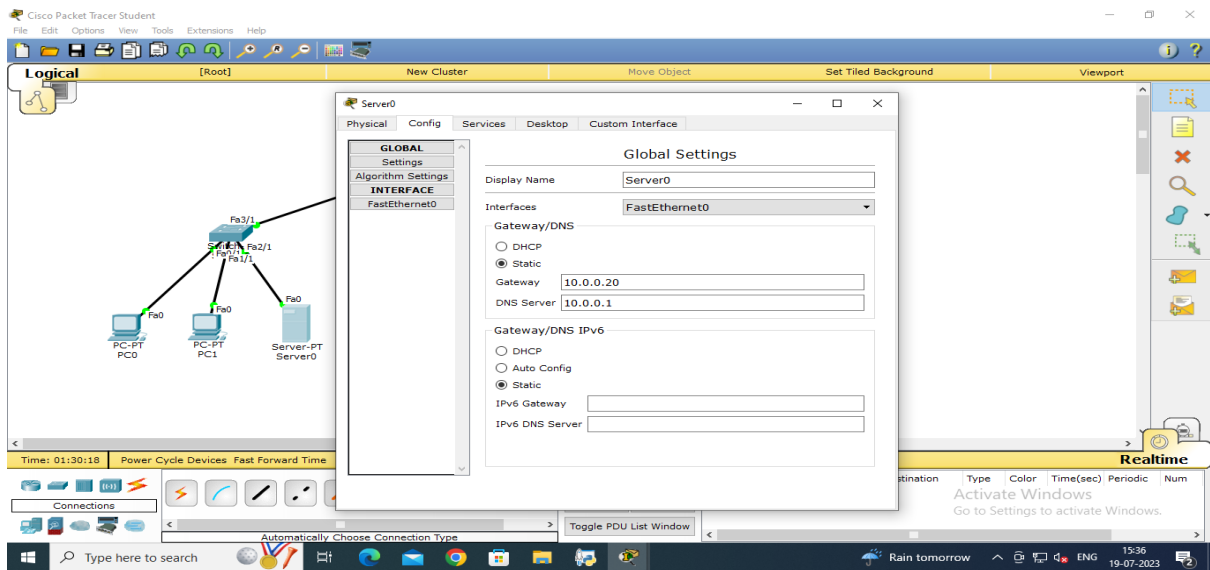 Cisco Packet Tracer Student
File Edit Options View Tools Extensions Help
Logical [Root] New Cluster Move Object Set Tiled Background Viewport
Server0
Physical Config Services Desktop Custom Interface
GLOBAL
Settings
Algorithm Settings
INTERFACE
FastEthernet0
Global Settings
Display Name Server0
Interfaces FastEthernet0
Gateway/DNS
DHCP
Static
Gateway 10.0.0.20
DNS Server 10.0.0.1
Gateway/DNS IPv6
DHCP
Auto Config
Static
IPv6 Gateway
IPv6 DNS Server
Fa3/1
Fa2/1
Fa1/1
Fa0
Fa0
Fa0
PC-PT
PC0
PC-PT
PC1
Server-PT
Server0
Time: 01:30:18 Power Cycle Devices Fast Forward Time Realtime
Connections
Automatically Choose Connection Type
Toggle PDU List Window
stination Type Color Time(sec) Periodic Num
Activate Windows
Go to Settings to activate Windows.
Type here to search
Rain tomorrow ENG 15:36
19-07-2023